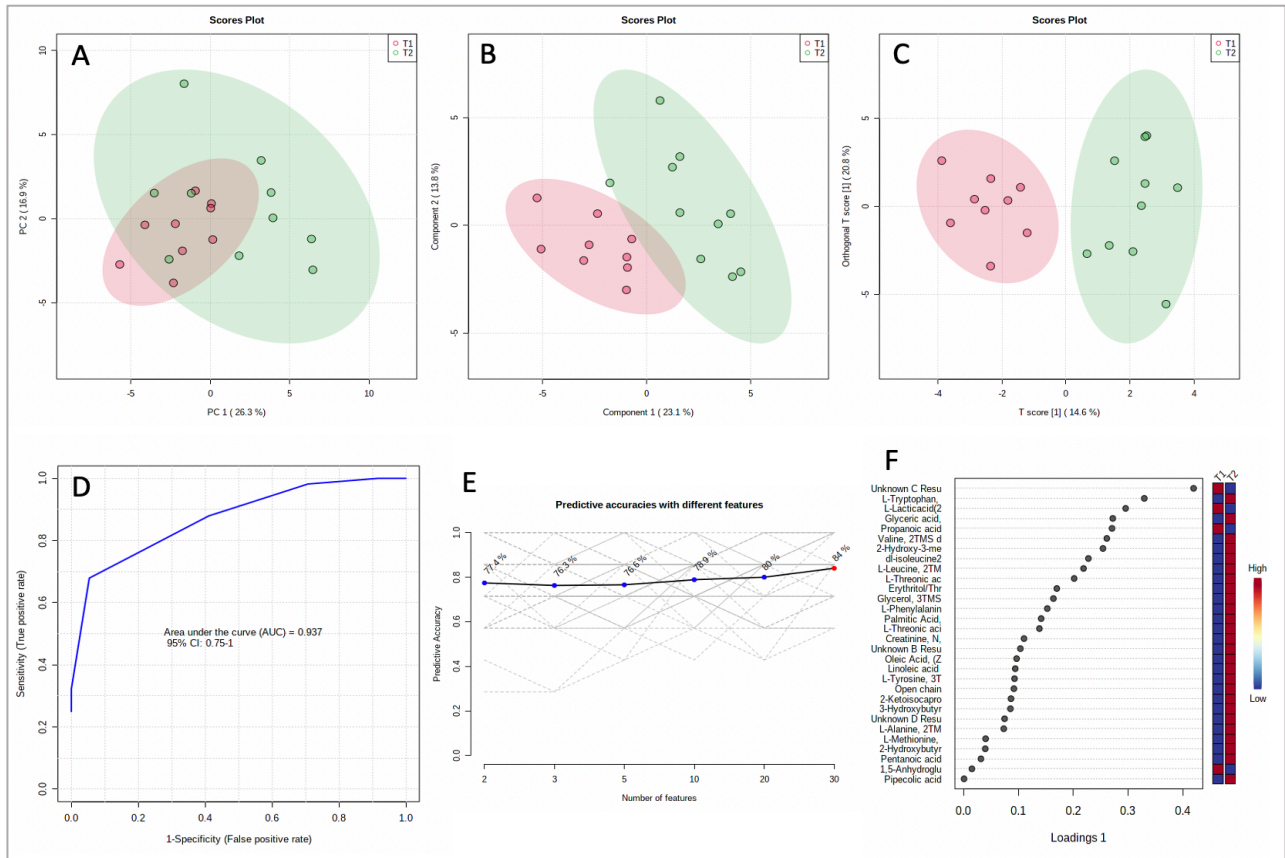 Scores Plot
A
T1
T2
PC 2 ( 16.9 %)
10
5
0
-5
-5
0
5
10
PC 1 ( 26.3 %)
Scores Plot
B
T1
T2
Component 2 ( 13.8 %)
5
0
-5
-5
0
5
Component 1 ( 23.1 %)
Scores Plot
C
T1
T2
Orthogonal T score [1] ( 20.8 %)
10
5
0
-5
-4
-2
0
2
4
T score [1] ( 14.6 %)
D
Sensitivity (True positive rate)
1.0
0.8
0.6
0.4
0.2
0.0
Area under the curve (AUC) = 0.937
95% CI: 0.75-1
0.0
0.2
0.4
0.6
0.8
1.0
1-Specificity (False positive rate)
E
Predictive accuracies with different features
Predictive Accuracy
1.0
0.8
0.6
0.4
0.2
0.0
77.4 %
76.3 %
76.6 %
78.9 %
80 %
84 %
2
3
5
10
20
30
Number of features
F
T1
T2
Unknown C Resu
L-Tryptophan,
L-Lacticacid(2
Glyceric acid,
Propanoic acid
Valine, 2TMS d
2-Hydroxy-3-me
dl-isoleucine2
L-Leucine, 2TM
L-Threonic ac
Erythritol/Thr
Glycerol, 3TMS
L-Phenylalanin
Palmitic Acid,
L-Threonic aci
Creatinine, N,
Unknown B Resu
Oleic Acid, (Z
Linoleic acid
L-Tyrosine, 3T
Open chain
2-Ketoisocapro
3-Hydroxybutyr
Unknown D Resu
L-Alanine, 2TM
L-Methionine,
2-Hydroxybutyr
Pentanoic acid
1,5-Anhydroglu
Pipecolic acid
0.0
0.1
0.2
0.3
0.4
Loadings 1
High
Low